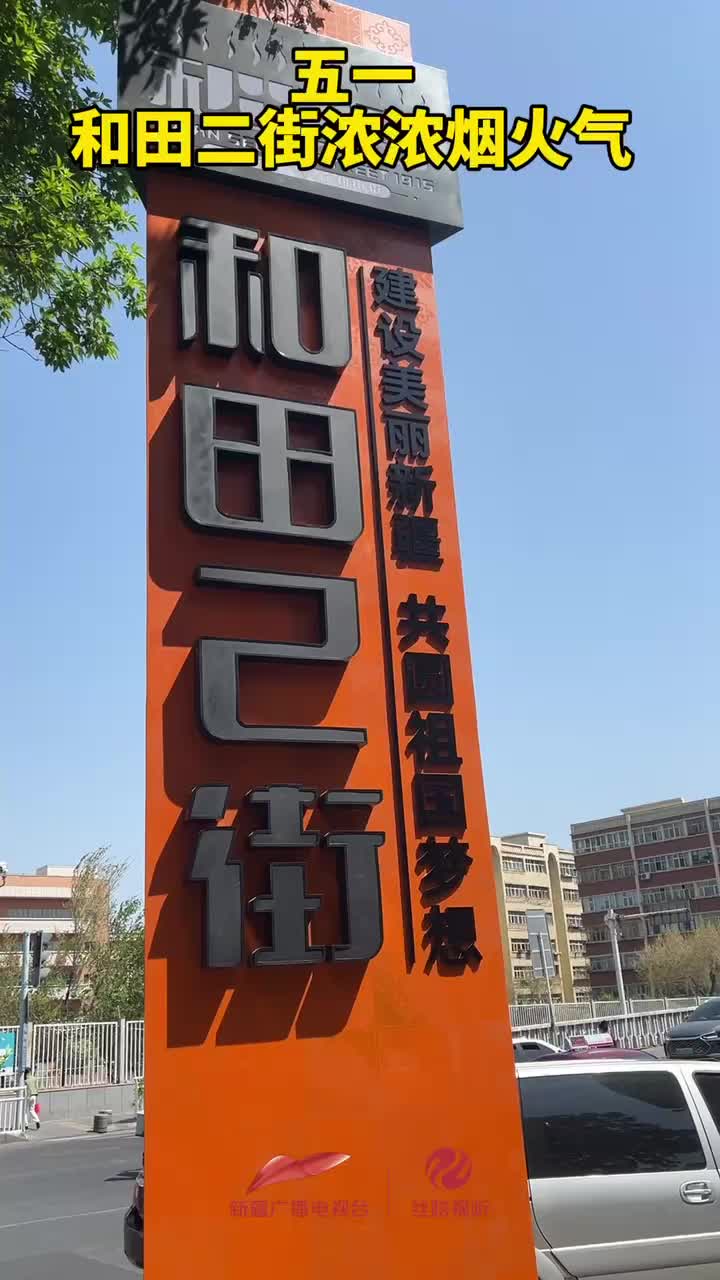 五一
和田二街浓浓烟火气
和田二街
建设美丽新疆 共圆祖国梦想
新疆广播电视台
丝路视听